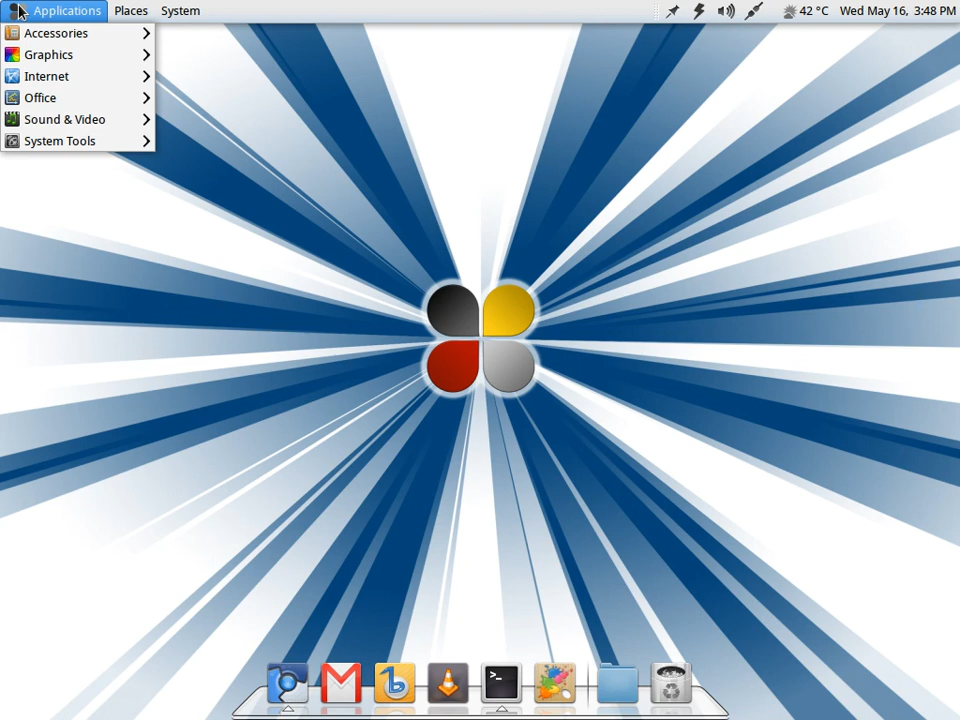 Applications Places System 42 °C Wed May 16, 3:48 PM
Accessories
Graphics
Internet
Office
Sound & Video
System Tools
>_